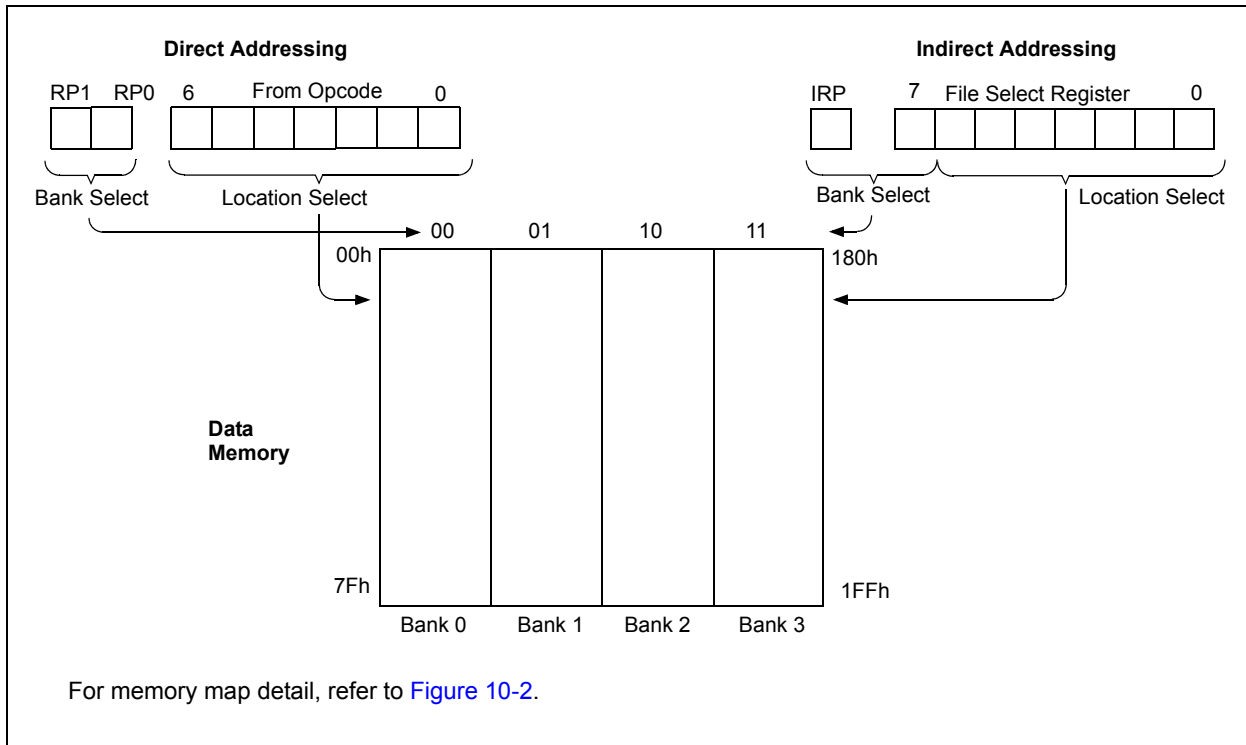 Direct Addressing
Indirect Addressing
RP1 RP0 6 From Opcode 0
IRP 7 File Select Register 0
Bank Select Location Select
Bank Select Location Select
00 01 10 11
00h
180h
Data
Memory
7Fh
1FFh
Bank 0 Bank 1 Bank 2 Bank 3
For memory map detail, refer to Figure 10-2.